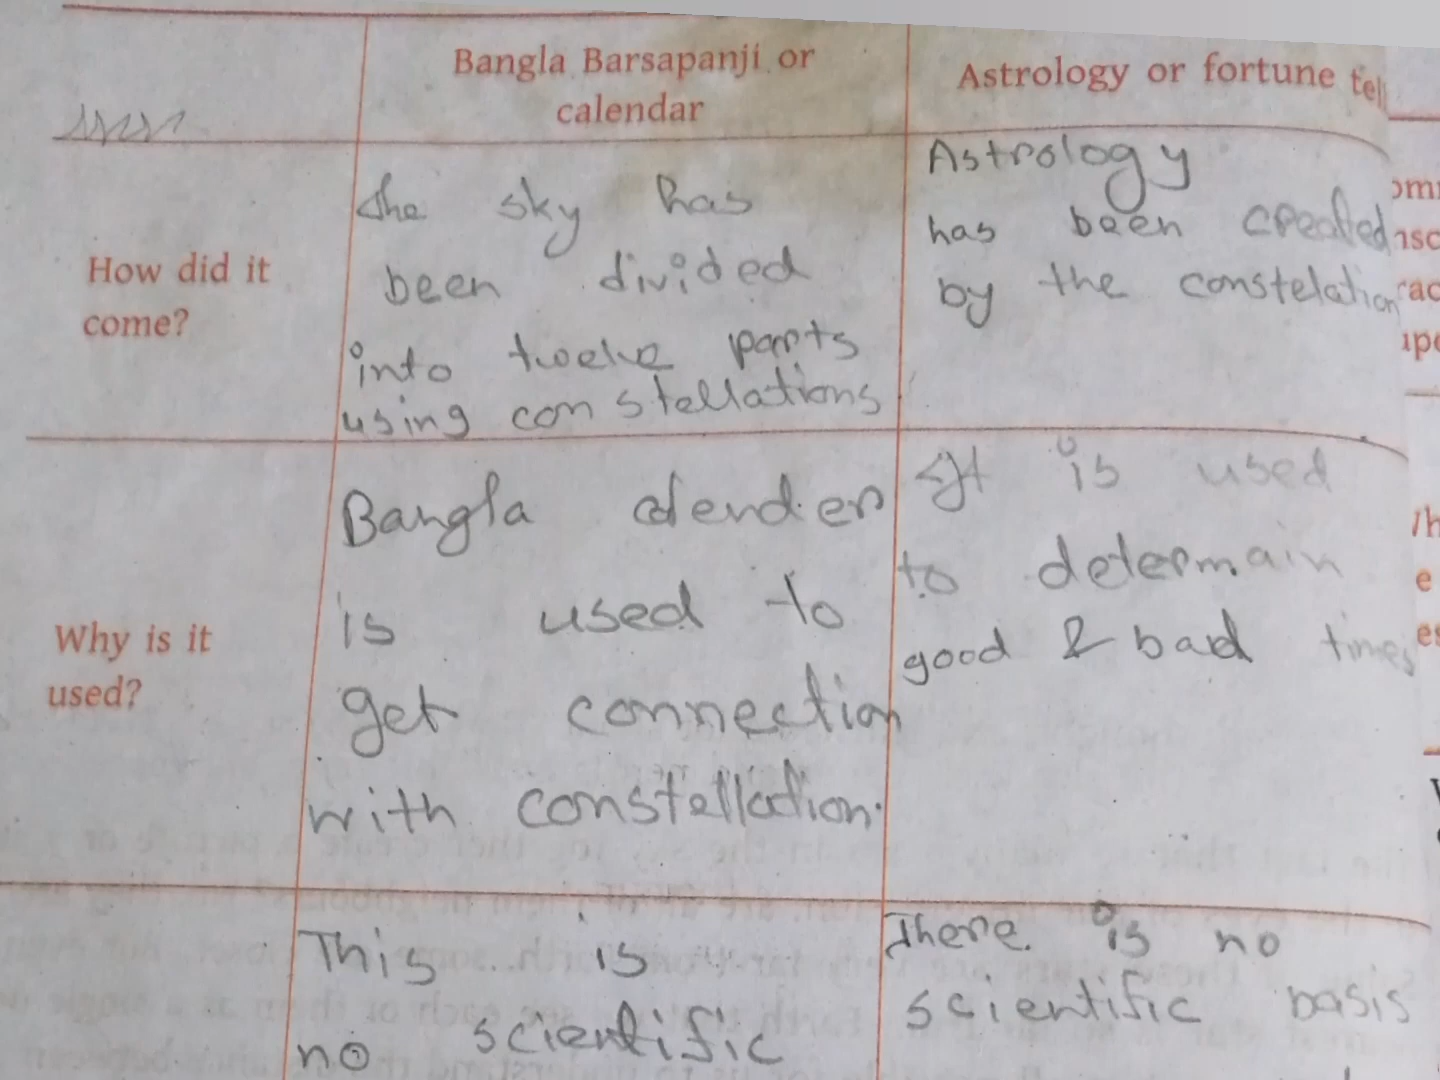 Bangla Barsapanji or
calendar
Astrology or fortune tell
How did it
come?
The sky has
been divided
into twelve parts
using constellations
Astrology
has been created
by the constelation
Why is it
used?
Bangla
is used to
get connection
with constellation.
It is used
to determain
good & bad times
This is
no scientific
There is no
scientific basis